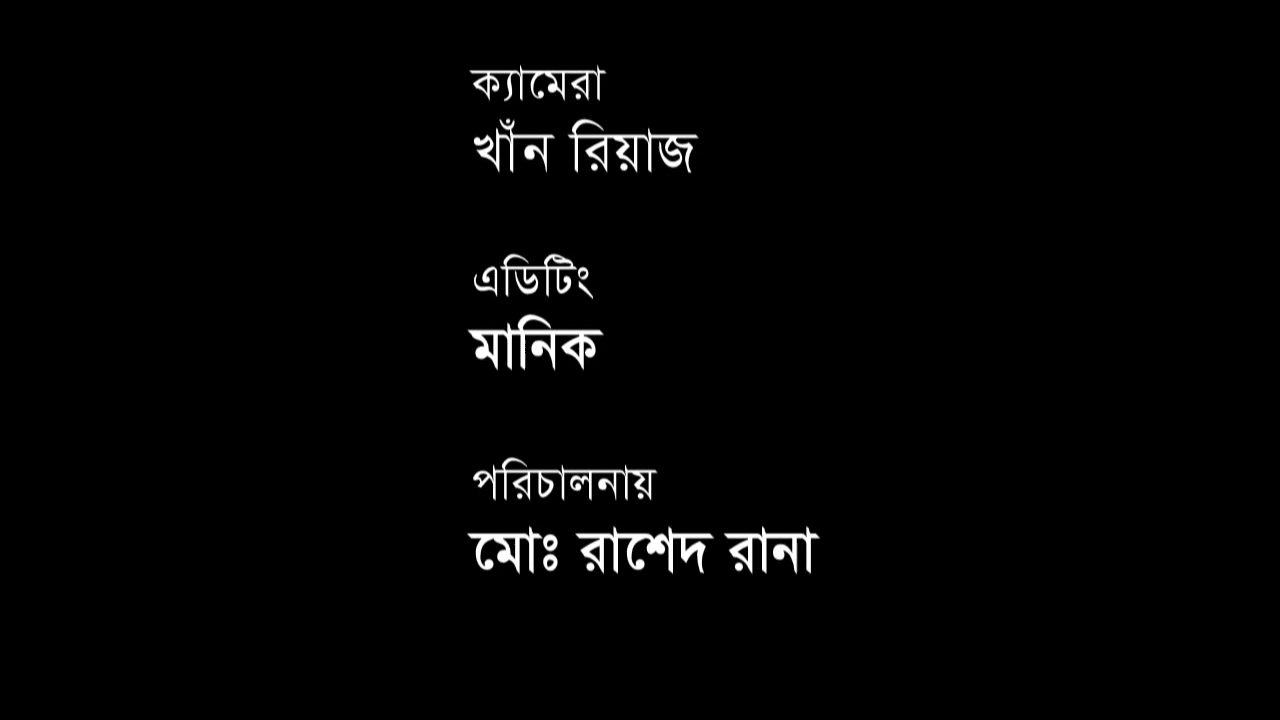 ক্যামেরা
খাঁন রিয়াজ
এডিটিং
মানিক
পরিচালনায়
মোঃ রাশেদ রানা